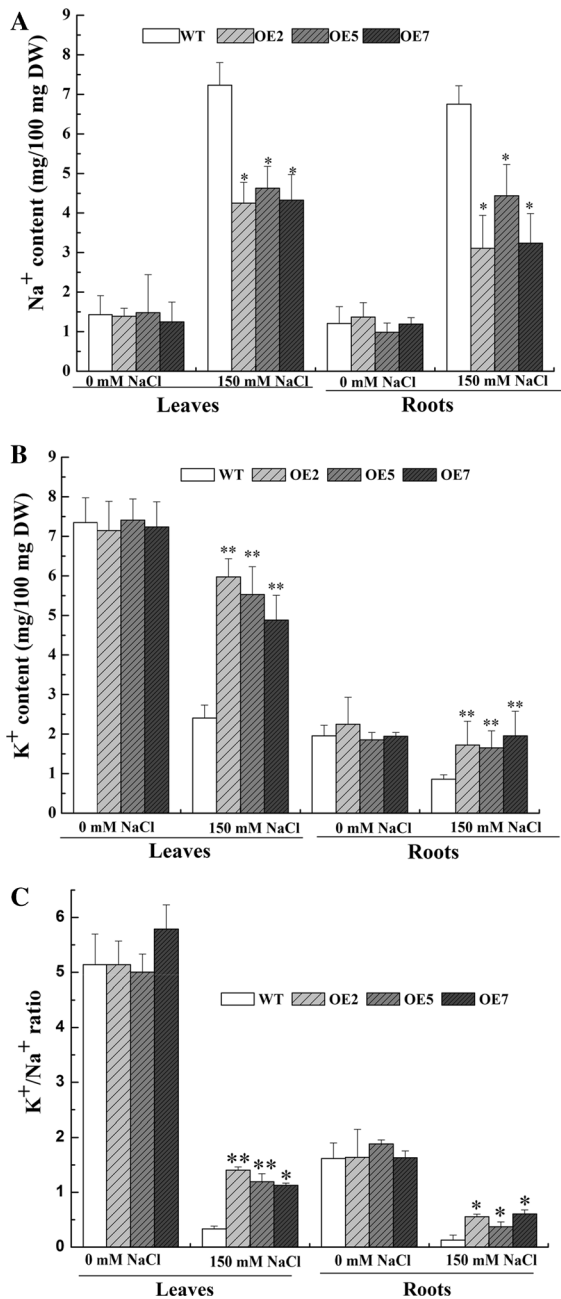 A
Na+ content (mg/100 mg DW)
9
8
7
6
5
4
3
2
1
0
WT OE2 OE5 OE7
* * *
* * *
0 mM NaCl 150 mM NaCl 0 mM NaCl 150 mM NaCl
Leaves Roots
B
K+ content (mg/100 mg DW)
9
8
7
6
5
4
3
2
1
0
WT OE2 OE5 OE7
** ** **
** ** **
0 mM NaCl 150 mM NaCl 0 mM NaCl 150 mM NaCl
Leaves Roots
C
K+/Na+ ratio
6
5
4
3
2
1
0
WT OE2 OE5 OE7
** ** *
* * *
0 mM NaCl 150 mM NaCl 0 mM NaCl 150 mM NaCl
Leaves Roots